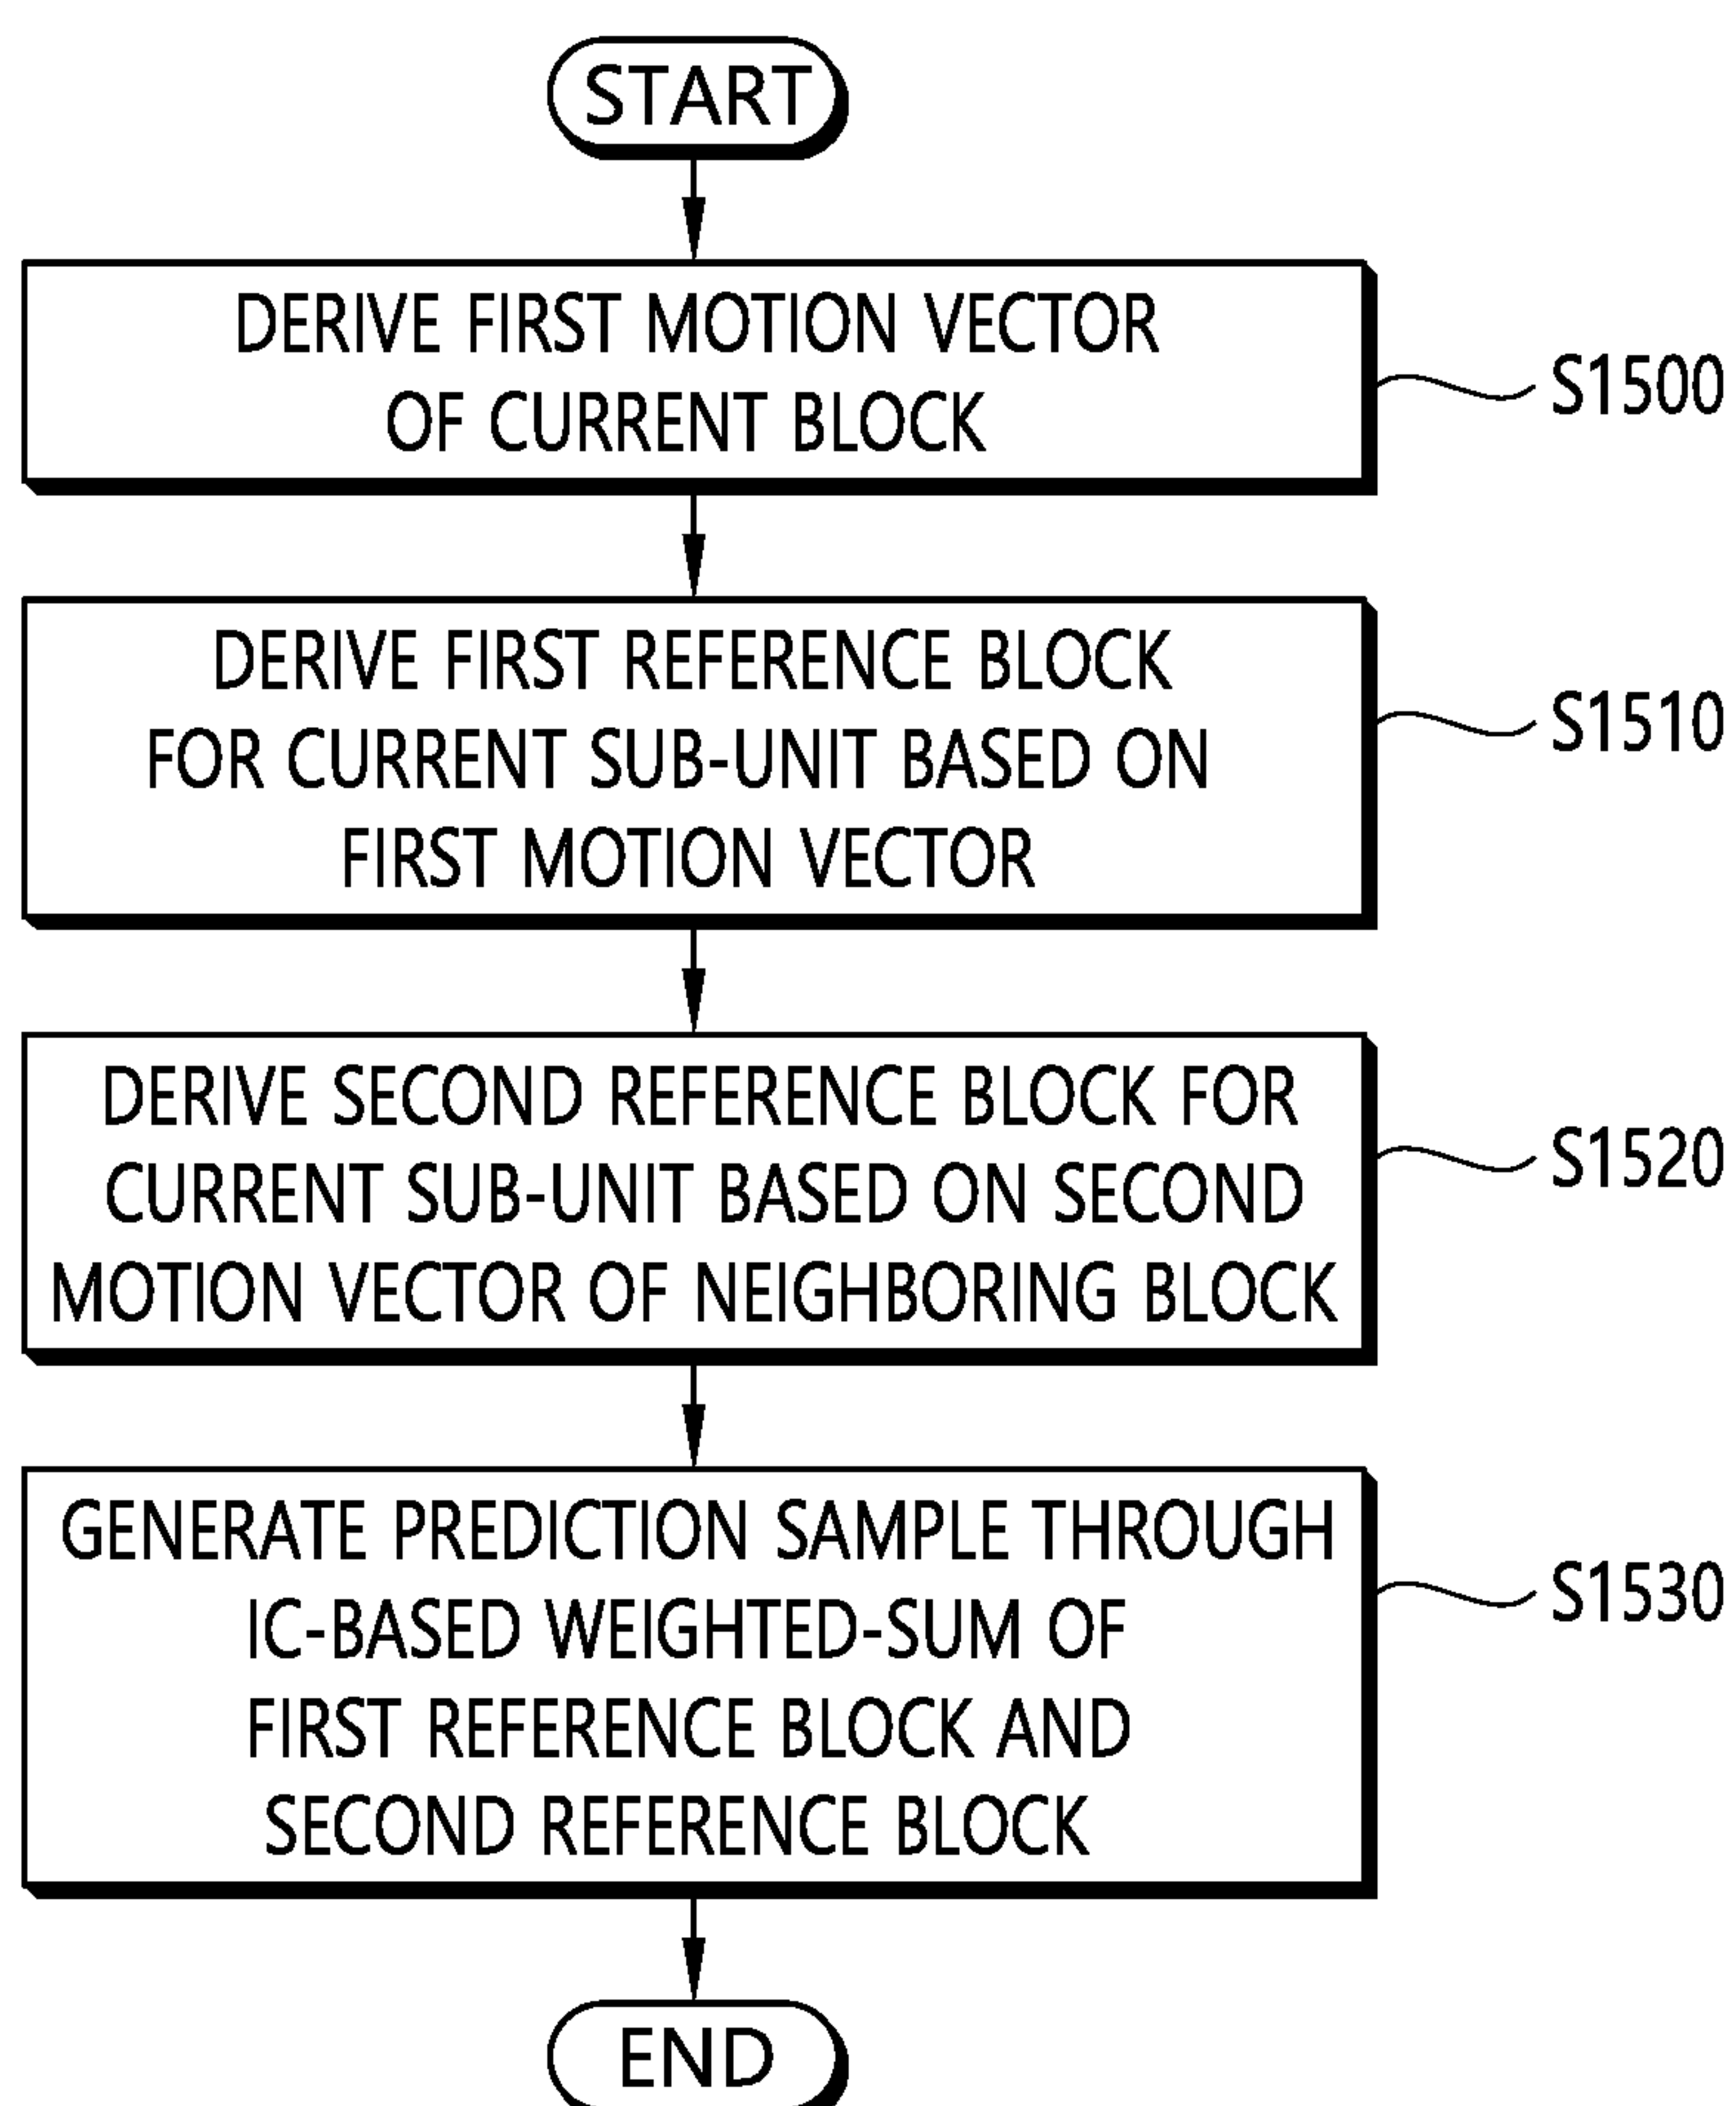 START
DERIVE FIRST MOTION VECTOR
OF CURRENT BLOCK
S1500
DERIVE FIRST REFERENCE BLOCK
FOR CURRENT SUB-UNIT BASED ON
FIRST MOTION VECTOR
S1510
DERIVE SECOND REFERENCE BLOCK FOR
CURRENT SUB-UNIT BASED ON SECOND
MOTION VECTOR OF NEIGHBORING BLOCK
S1520
GENERATE PREDICTION SAMPLE THROUGH
IC-BASED WEIGHTED-SUM OF
FIRST REFERENCE BLOCK AND
SECOND REFERENCE BLOCK
S1530
END